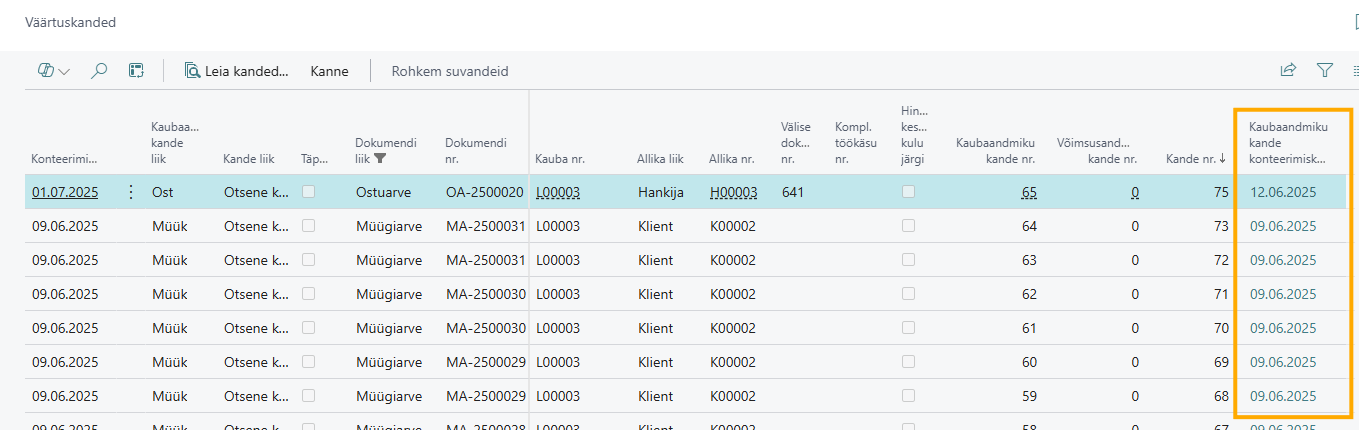 Väärtuskanded
Leia kanded... Kanne Rohkem suvandeid
Konteerimi... Kaubaa... kande liik Kande liik Täp... Dokumendi liik Dokumendi nr. Kauba nr. Allika liik Allika nr. Välise dok... nr. Kompl. töökäsu nr. Hin... kes... kulu järgi Kaubaandmiku kande nr. Võimsusand... kande nr. Kande nr. ↓ Kaubaandmiku kande konteerimisk...
01.07.2025 Ost Otsene k... Ostuarve OA-2500020 L00003 Hankija H00003 641 65 0 75 12.06.2025
09.06.2025 Müük Otsene k... Müügiarve MA-2500031 L00003 Klient K00002 64 0 73 09.06.2025
09.06.2025 Müük Otsene k... Müügiarve MA-2500031 L00003 Klient K00002 63 0 72 09.06.2025
09.06.2025 Müük Otsene k... Müügiarve MA-2500030 L00003 Klient K00002 62 0 71 09.06.2025
09.06.2025 Müük Otsene k... Müügiarve MA-2500030 L00003 Klient K00002 61 0 70 09.06.2025
09.06.2025 Müük Otsene k... Müügiarve MA-2500029 L00003 Klient K00002 60 0 69 09.06.2025
09.06.2025 Müük Otsene k... Müügiarve MA-2500029 L00003 Klient K00002 59 0 68 09.06.2025
09.06.2025 Müük Otsene k... Müügiarve MA-2500028 L00003 Klient K00002 58 0 67 09.06.2025